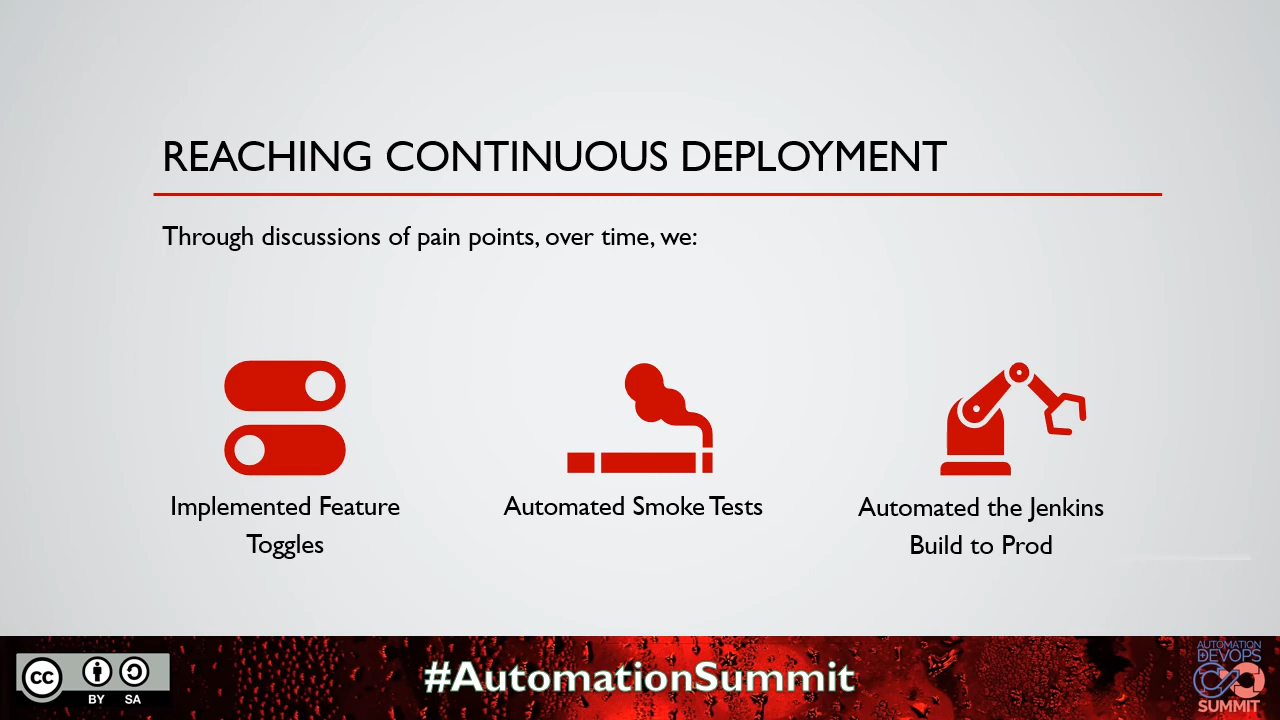 REACHING CONTINUOUS DEPLOYMENT
Through discussions of pain points, over time, we:
Implemented Feature
Toggles
Automated Smoke Tests
Automated the Jenkins
Build to Prod
cc
BY SA
#AutomationSummit
AUTOMATION
DEVOPS
SUMMIT